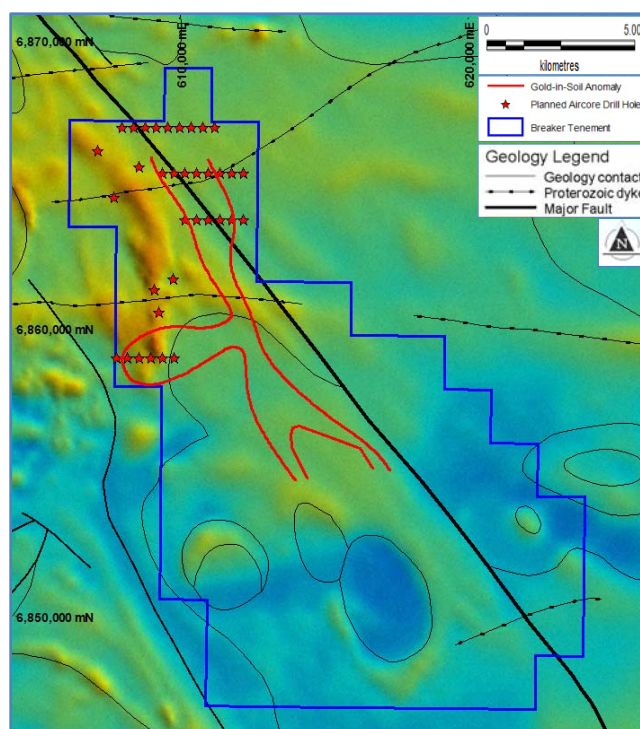 6,870,000 mN
610,000 mE
620,000 mE
0 5.00
kilometres
Gold-in-Soil Anomaly
Planned Aircore Drill Hole
Breaker Tenement
Geology Legend
Geology contact
Proterozoic dyke
Major Fault
N
6,860,000 mN
6,850,000 mN